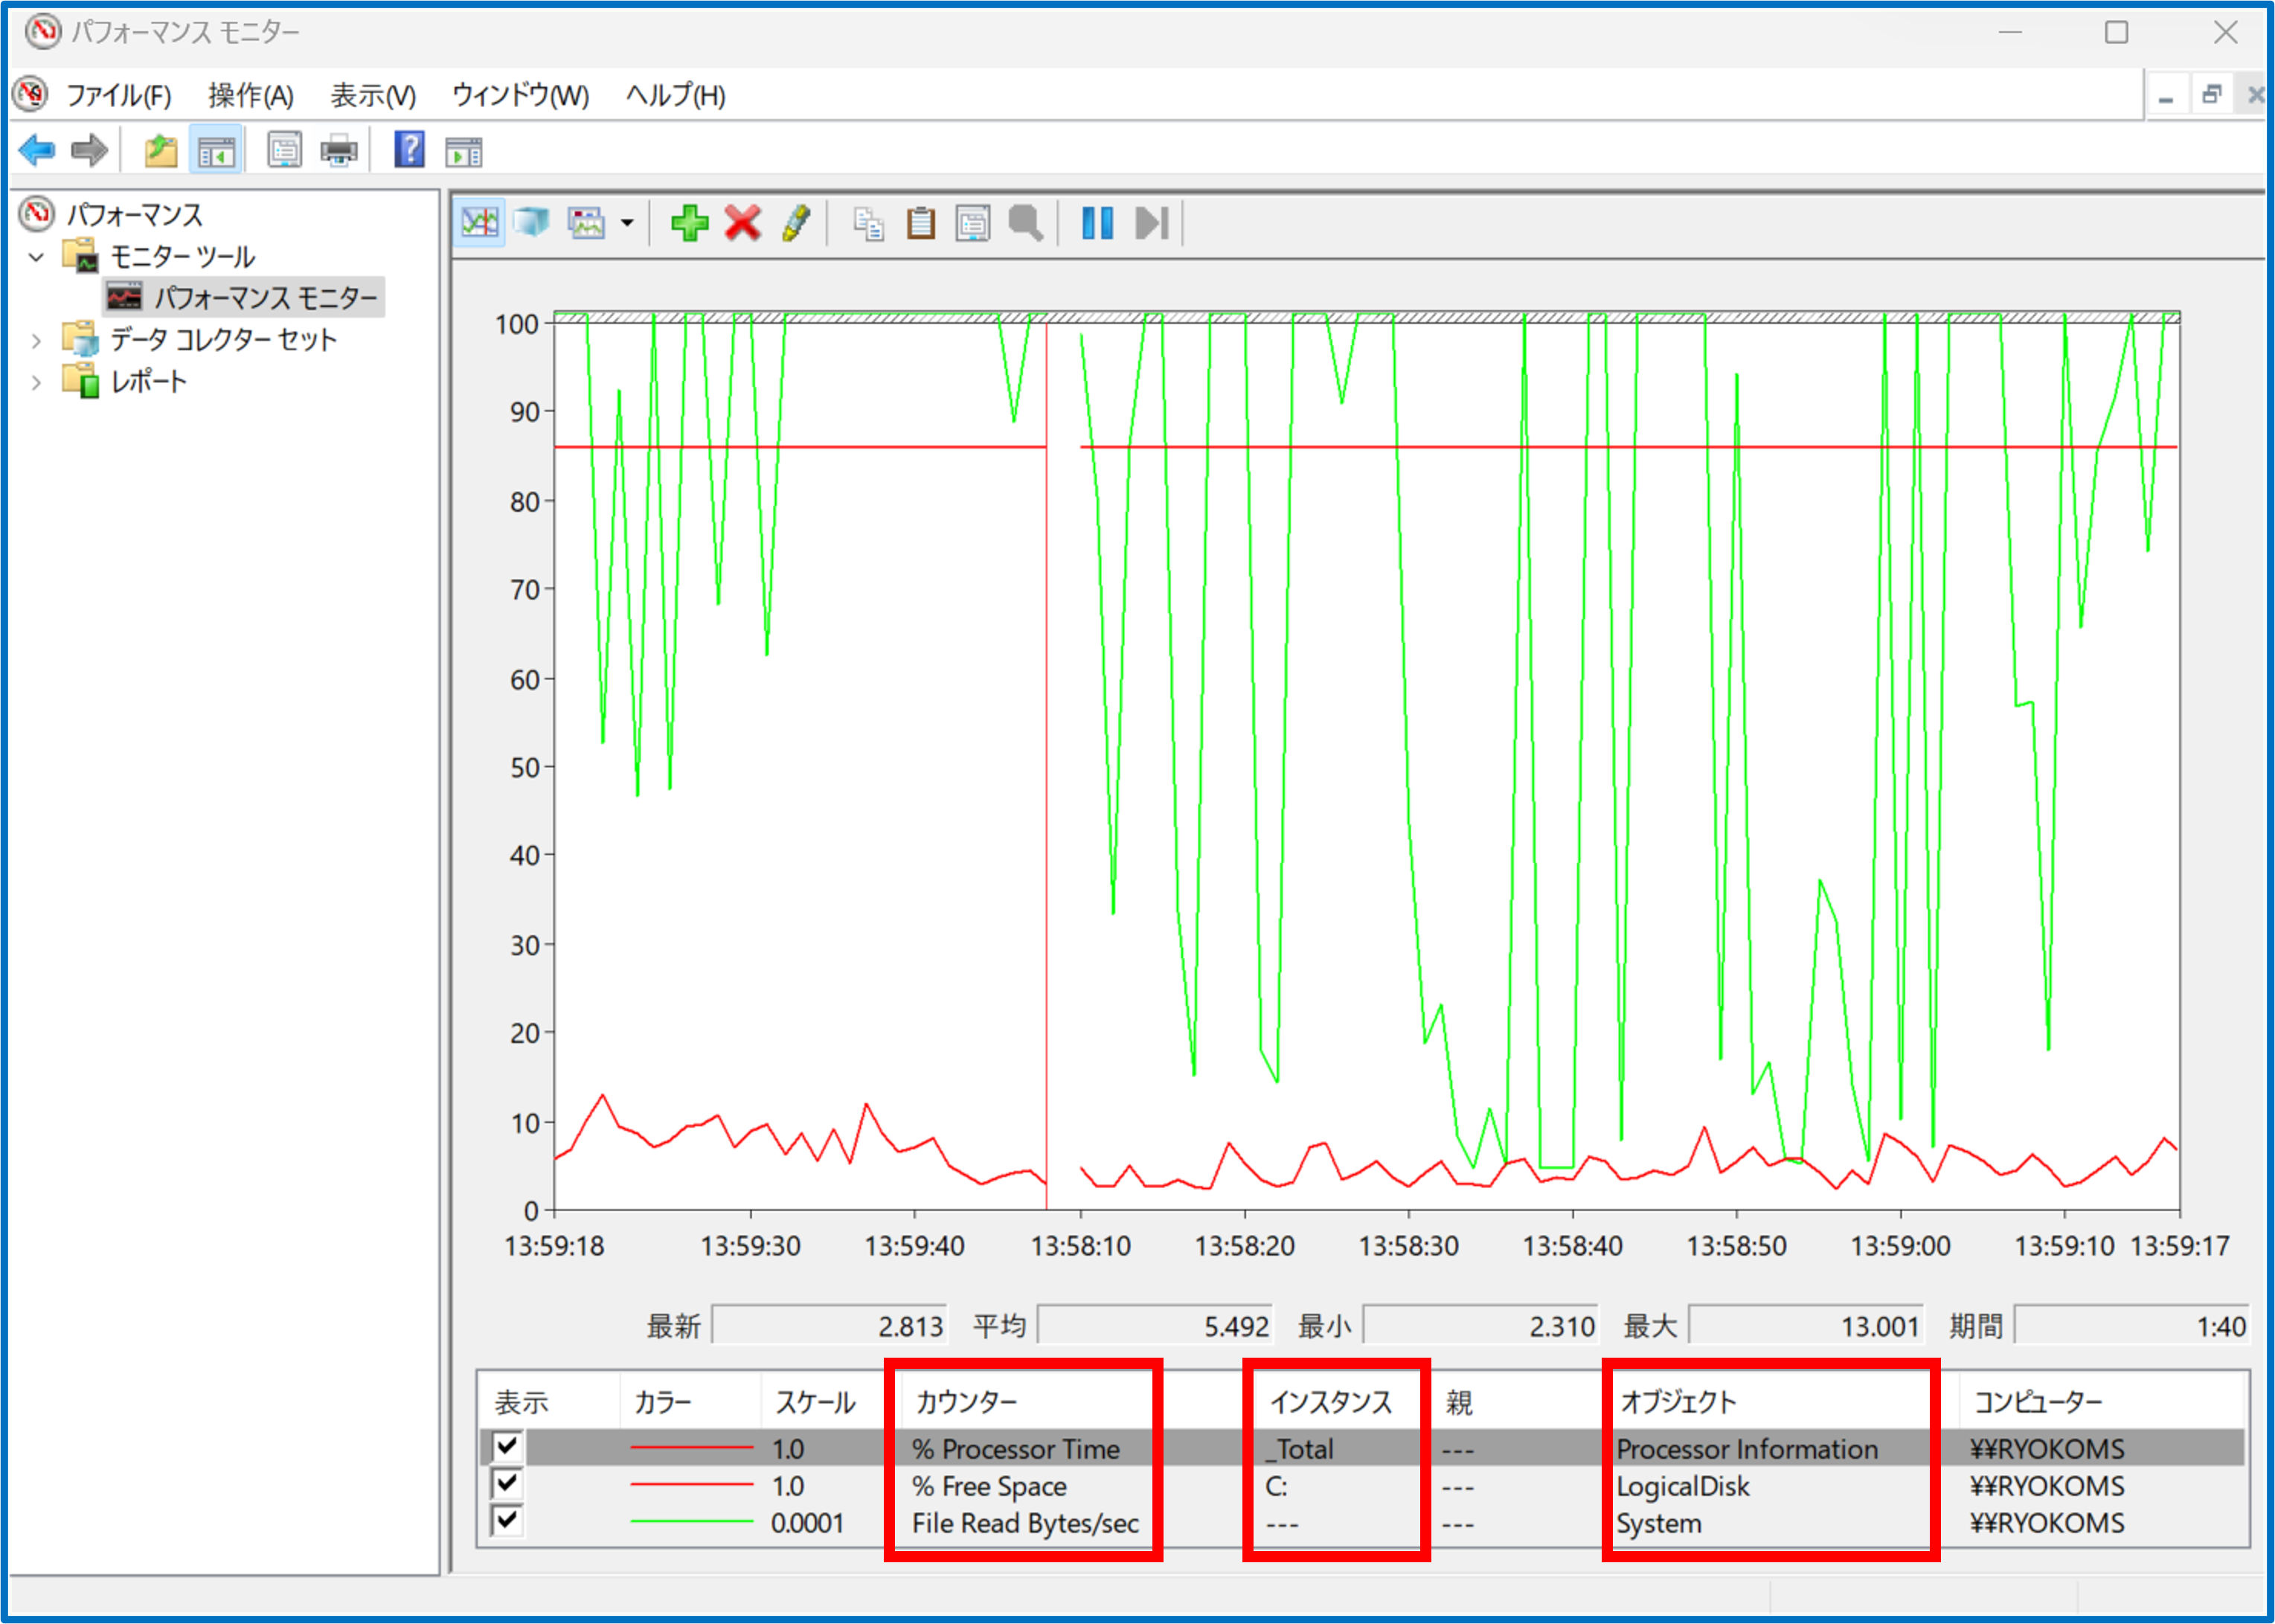 パフォーマンス モニター
ファイル(F) 操作(A) 表示(V) ウィンドウ(W) ヘルプ(H)
パフォーマンス
モニター ツール
パフォーマンス モニター
データ コレクター セット
レポート
100
90
80
70
60
50
40
30
20
10
0
13:59:18 13:59:30 13:59:40 13:58:10 13:58:20 13:58:30 13:58:40 13:58:50 13:59:00 13:59:10 13:59:17
最新 2.813 平均 5.492 最小 2.310 最大 13.001 期間 1:40
表示 カラー スケール カウンター インスタンス 親 オブジェクト コンピューター
1.0 % Processor Time _Total --- Processor Information ¥¥RYOKOMS
1.0 % Free Space C: --- LogicalDisk ¥¥RYOKOMS
0.0001 File Read Bytes/sec --- --- System ¥¥RYOKOMS